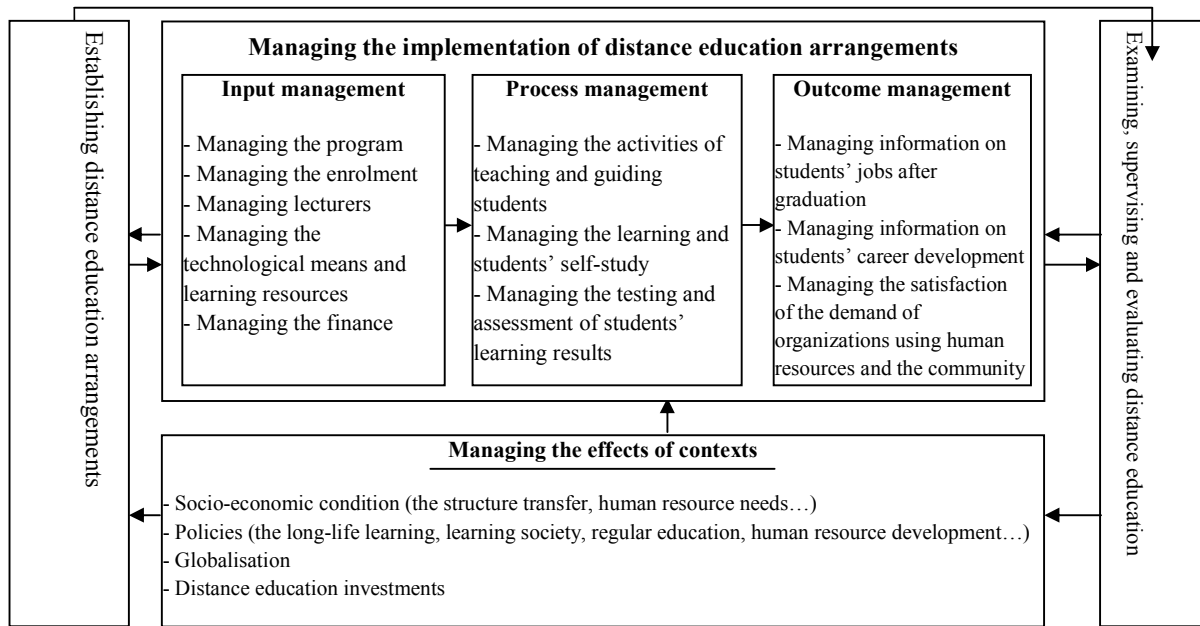 Establishing distance education arrangements
Managing the implementation of distance education arrangements
Input management
- Managing the program
- Managing the enrolment
- Managing lecturers
- Managing the
technological means and
learning resources
- Managing the finance
Process management
- Managing the activities of
teaching and guiding
students
- Managing the learning and
students’ self-study
- Managing the testing and
assessment of students’
learning results
Outcome management
- Managing information on
students’ jobs after
graduation
- Managing information on
students’ career development
- Managing the satisfaction
of the demand of
organizations using human
resources and the community
Managing the effects of contexts
- Socio-economic condition (the structure transfer, human resource needs…)
- Policies (the long-life learning, learning society, regular education, human resource development…)
- Globalisation
- Distance education investments
Examining, supervising and evaluating distance education